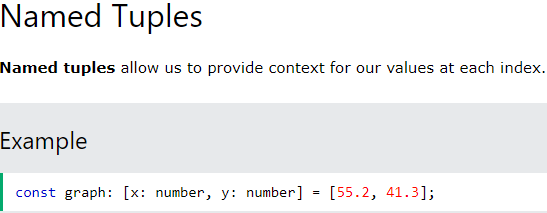 Named Tuples
Named tuples allow us to provide context for our values at each index.
Example
const graph: [x: number, y: number] = [55.2, 41.3];